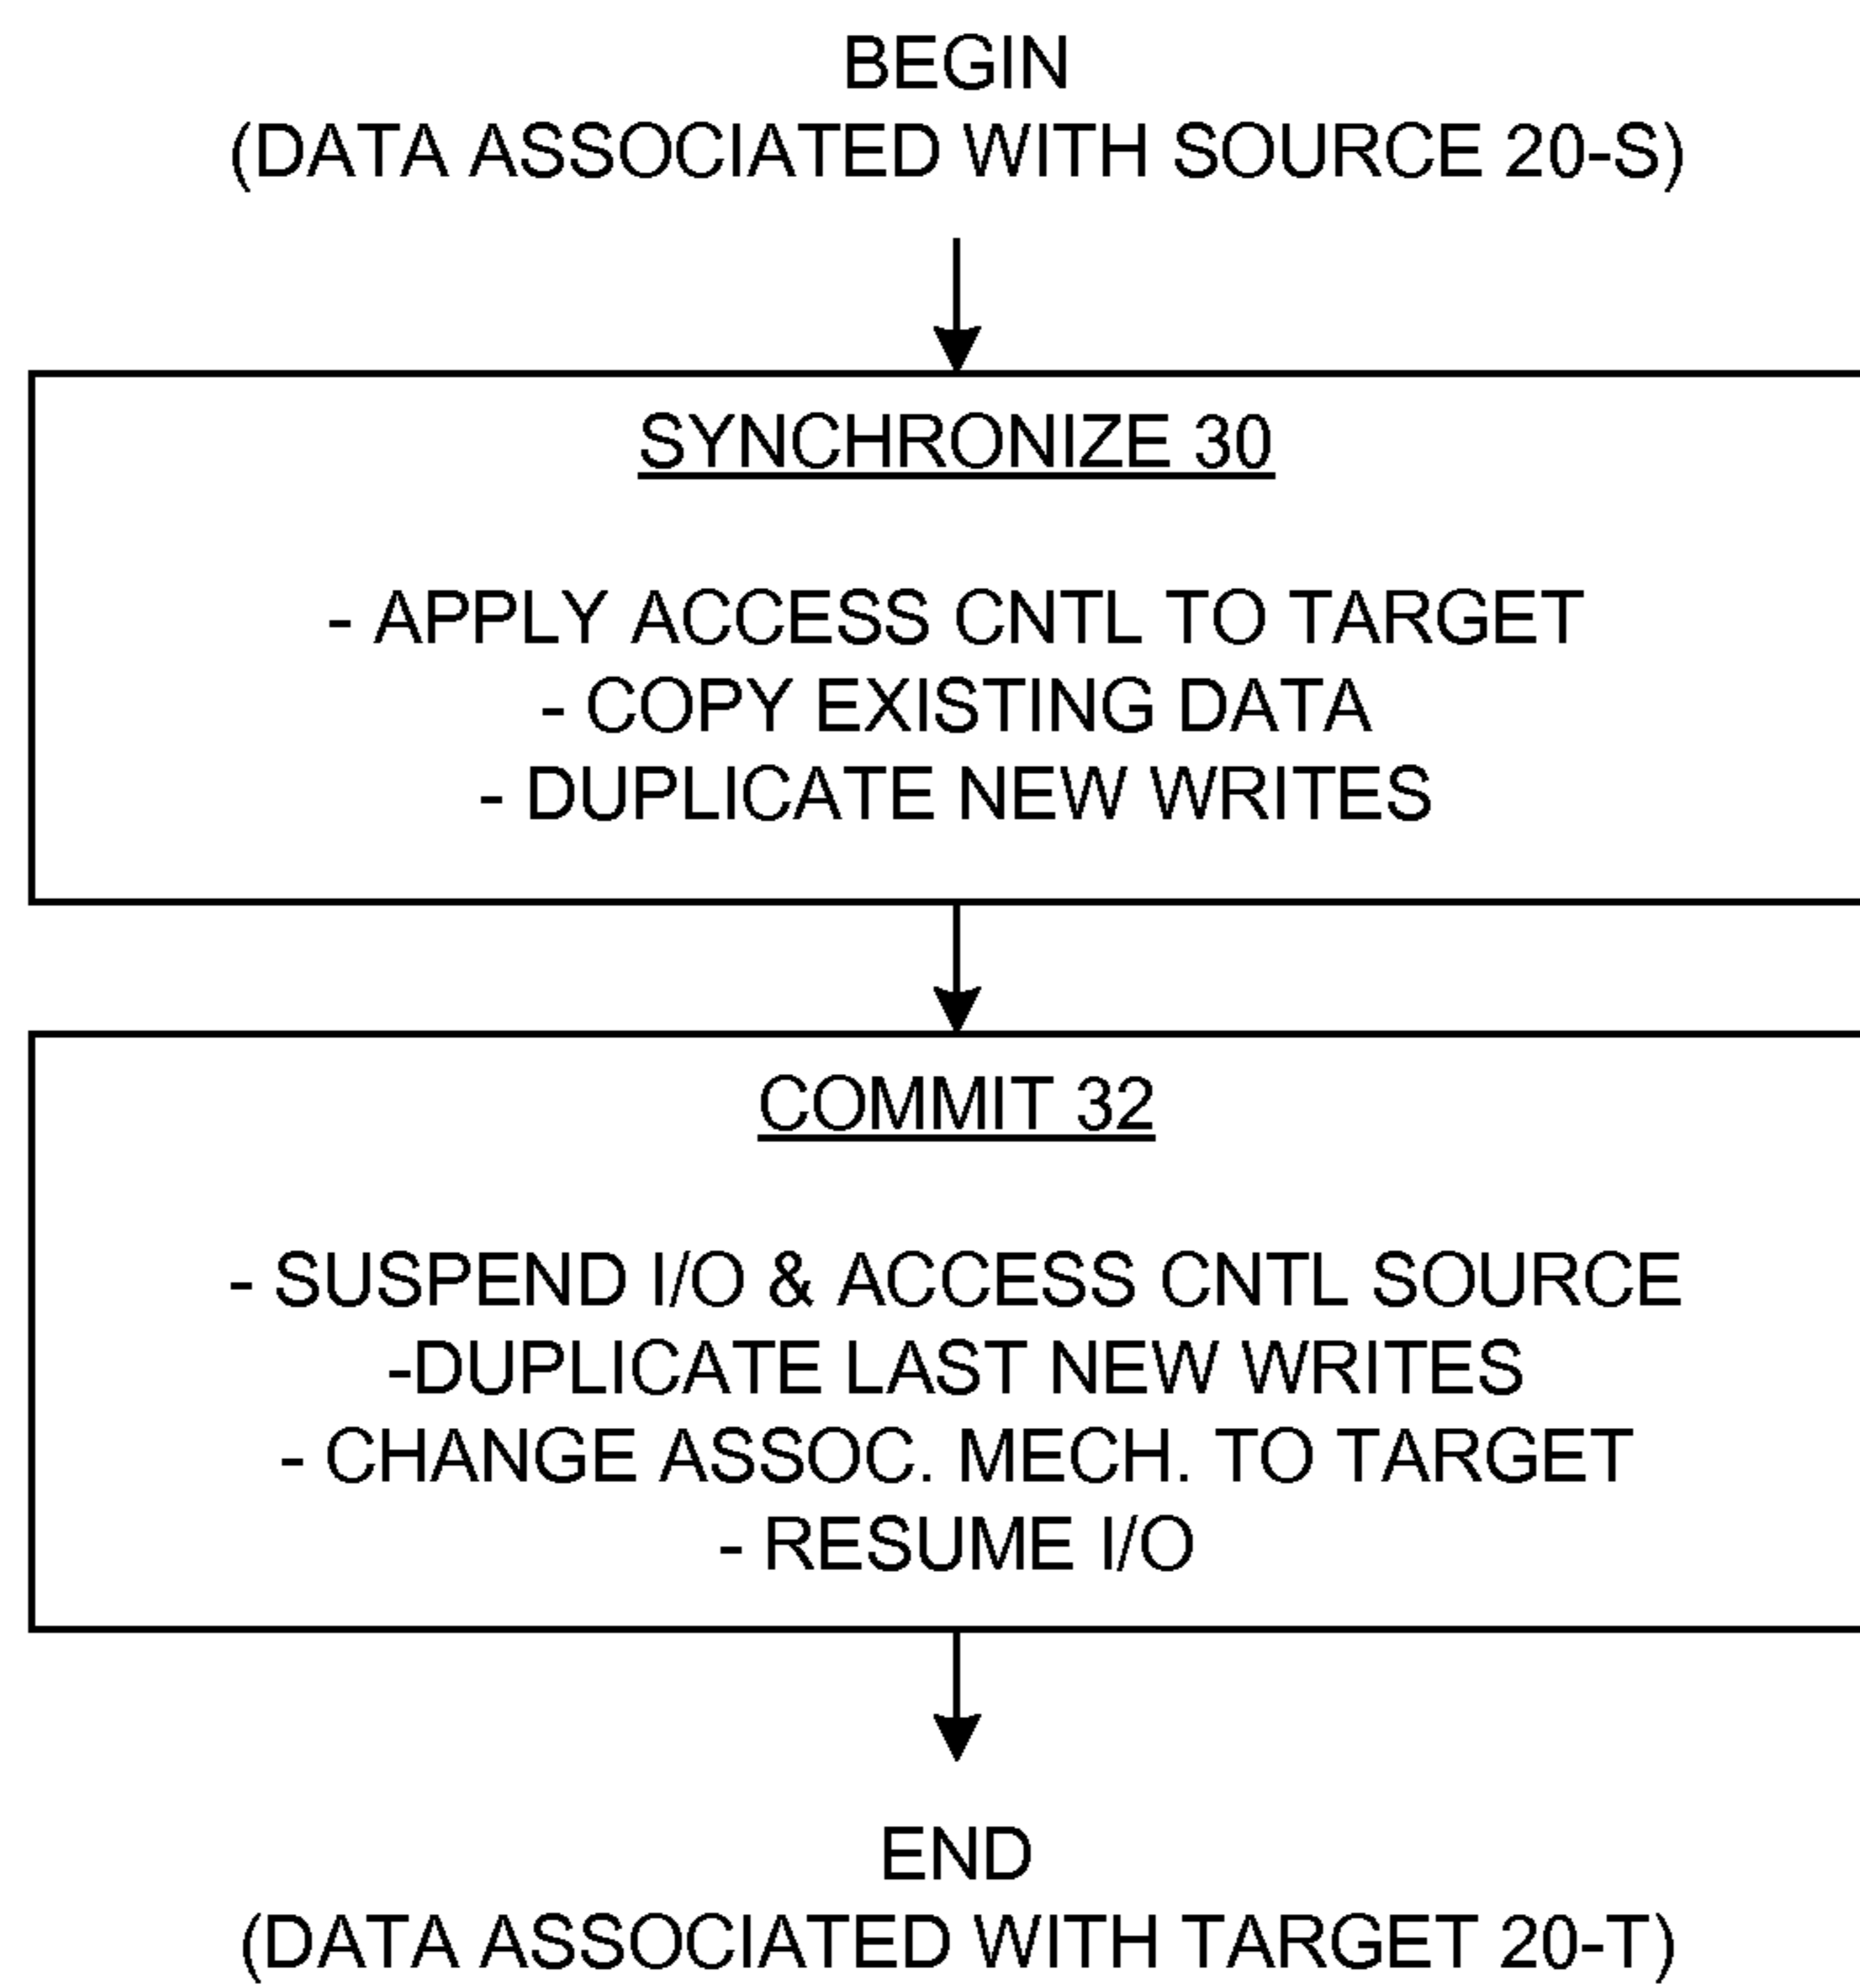 BEGIN
(DATA ASSOCIATED WITH SOURCE 20-S)
SYNCHRONIZE 30
- APPLY ACCESS CNTL TO TARGET
- COPY EXISTING DATA
- DUPLICATE NEW WRITES
COMMIT 32
- SUSPEND I/O & ACCESS CNTL SOURCE
-DUPLICATE LAST NEW WRITES
- CHANGE ASSOC. MECH. TO TARGET
- RESUME I/O
END
(DATA ASSOCIATED WITH TARGET 20-T)